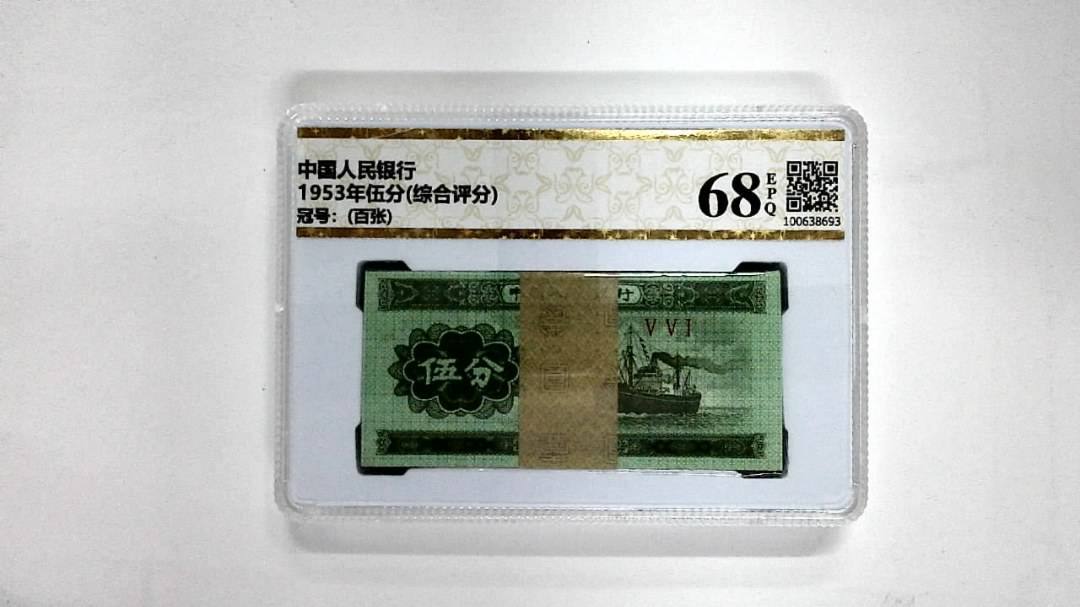 中国人民银行
1953年伍分(综合评分)
冠号：(百张)
68
EPQ
100638693
VVI
伍分